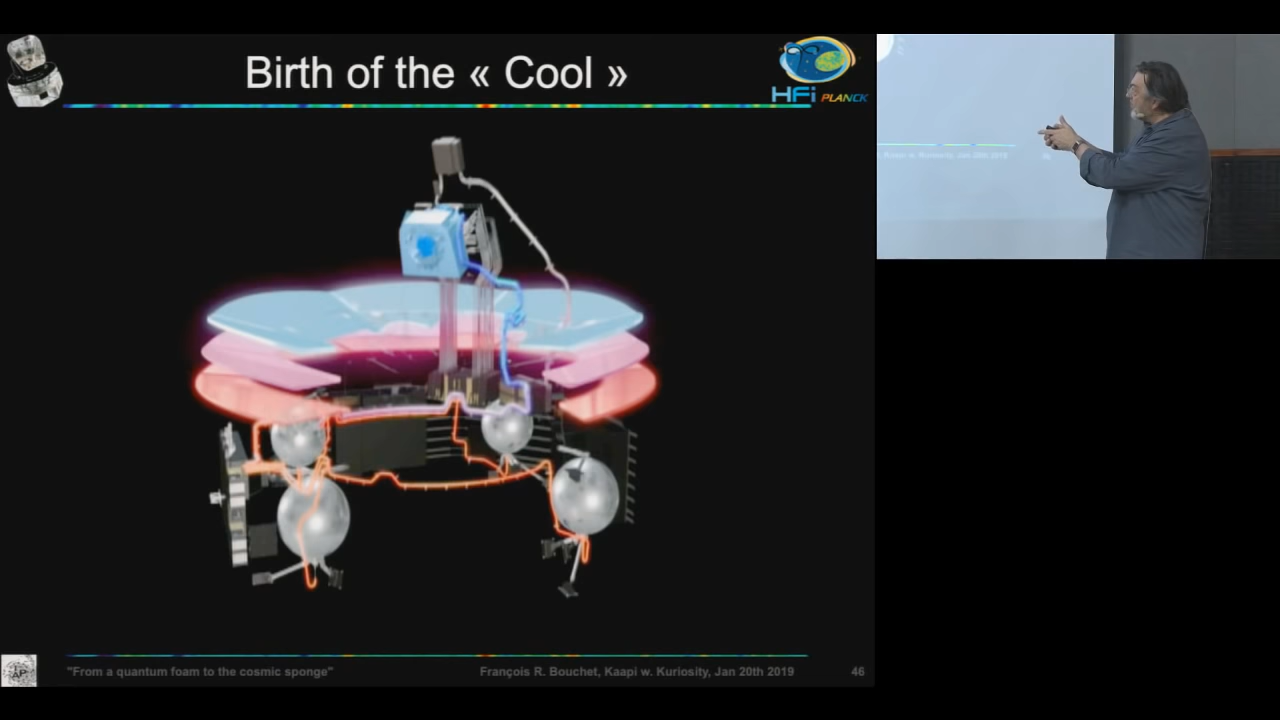 Birth of the « Cool »
HFi PLANCK
"From a quantum foam to the cosmic sponge"
François R. Bouchet, Kaapi w. Kuriosity, Jan 20th 2019
46